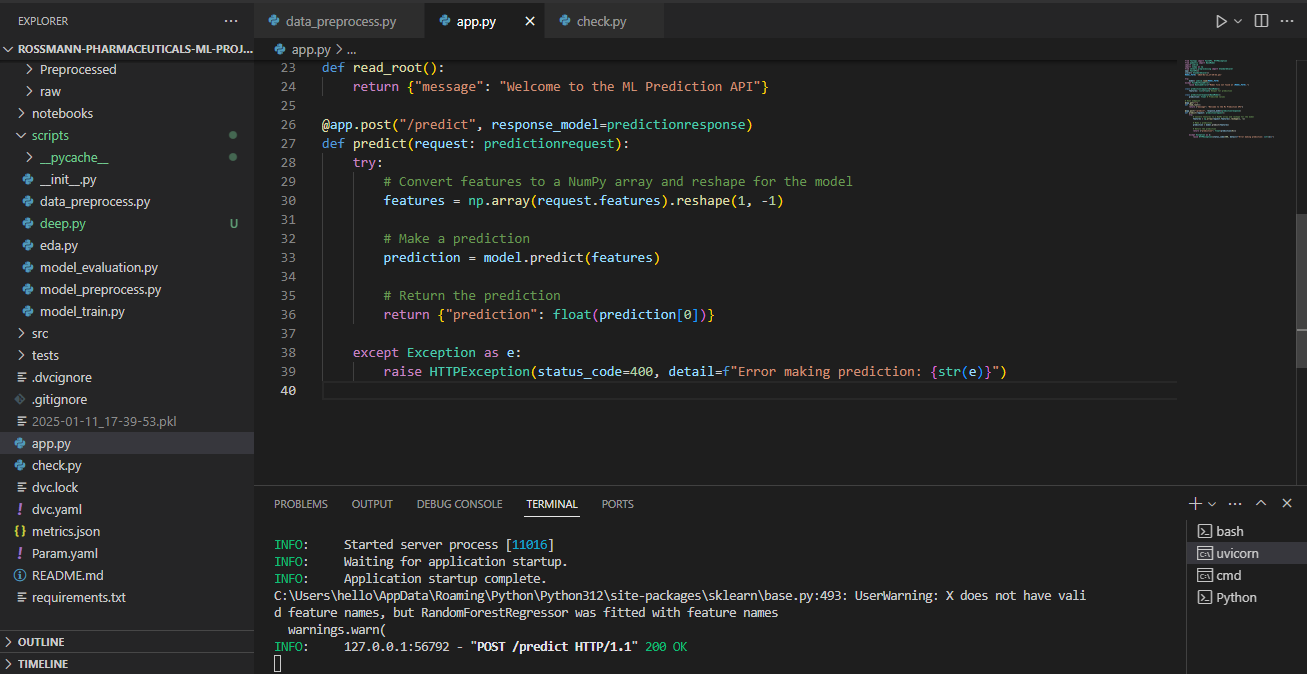 EXPLORER
ROSSMANN-PHARMACEUTICALS-ML-PROJ...
Preprocessed
raw
notebooks
scripts
__pycache__
__init__.py
data_preprocess.py
deep.py U
eda.py
model_evaluation.py
model_preprocess.py
model_train.py
src
tests
.dvcignore
.gitignore
2025-01-11_17-39-53.pkl
app.py
check.py
dvc.lock
dvc.yaml
metrics.json
Param.yaml
README.md
requirements.txt
OUTLINE
TIMELINE
data_preprocess.py app.py check.py
app.py > ...
23 def read_root():
24 return {"message": "Welcome to the ML Prediction API"}
25
26 @app.post("/predict", response_model=predictionresponse)
27 def predict(request: predictionrequest):
28 try:
29 # Convert features to a NumPy array and reshape for the model
30 features = np.array(request.features).reshape(1, -1)
31
32 # Make a prediction
33 prediction = model.predict(features)
34
35 # Return the prediction
36 return {"prediction": float(prediction[0])}
37
38 except Exception as e:
39 raise HTTPException(status_code=400, detail=f"Error making prediction: {str(e)}")
40
PROBLEMS OUTPUT DEBUG CONSOLE TERMINAL PORTS
INFO: Started server process [11016]
INFO: Waiting for application startup.
INFO: Application startup complete.
C:\Users\hello\AppData\Roaming\Python\Python312\site-packages\sklearn\base.py:493: UserWarning: X does not have vali
d feature names, but RandomForestRegressor was fitted with feature names
warnings.warn(
INFO: 127.0.0.1:56792 - "POST /predict HTTP/1.1" 200 OK
bash
uvicorn
cmd
Python